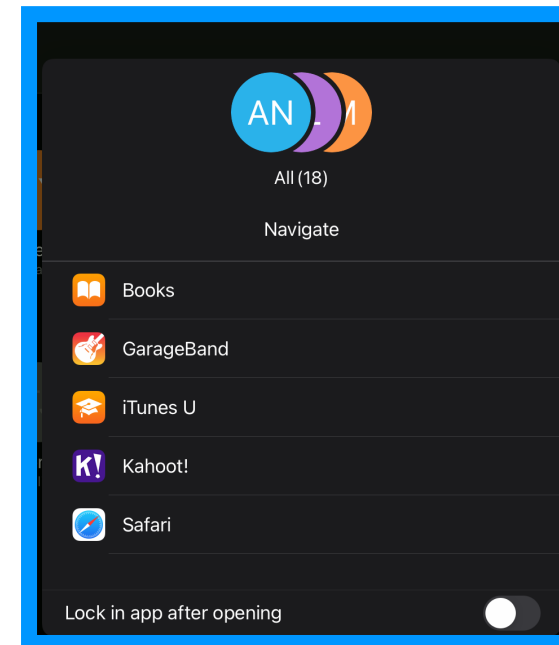 AN
All (18)
Navigate
Books
GarageBand
iTunes U
K! Kahoot!
Safari
Lock in app after opening